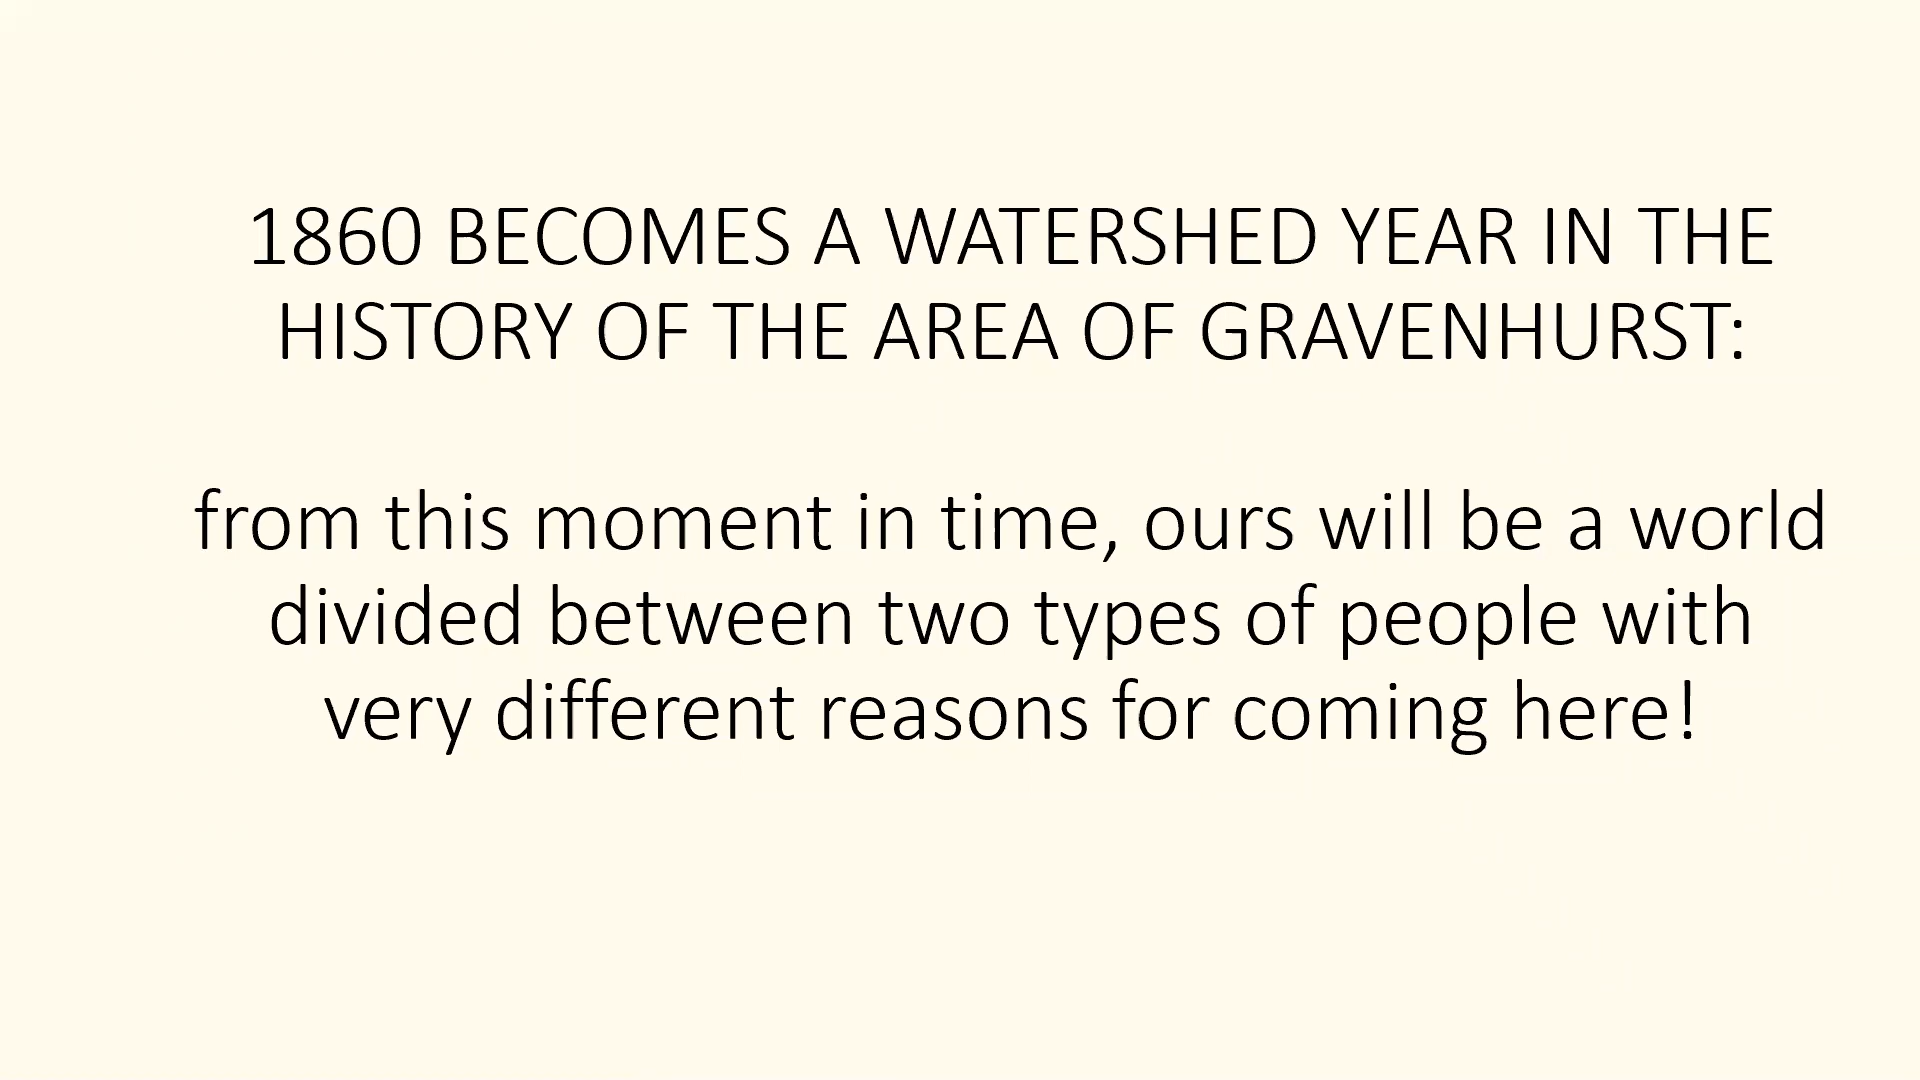 1860 BECOMES A WATERSHED YEAR IN THE
HISTORY OF THE AREA OF GRAVENHURST:
from this moment in time, ours will be a world
divided between two types of people with
very different reasons for coming here!